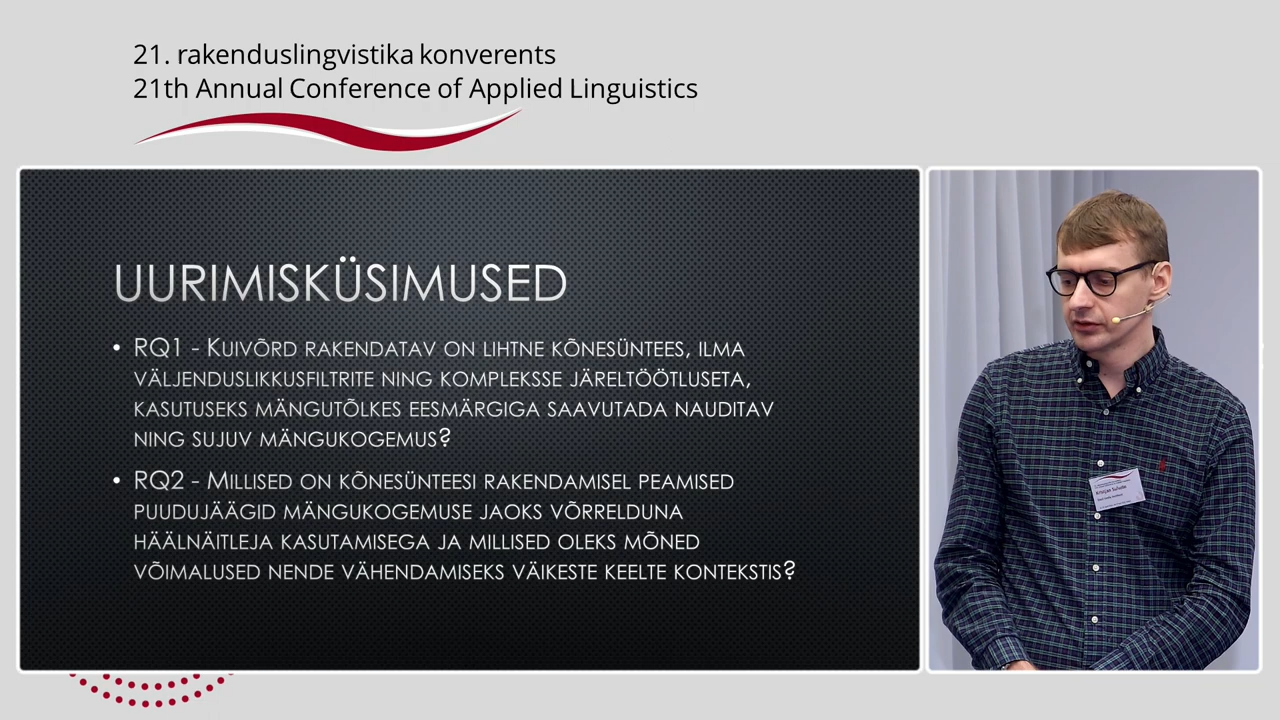 21. rakenduslingvistika konverents
21th Annual Conference of Applied Linguistics
UURIMISKÜSIMUSED
• RQ1 - KUIVÕRD RAKENDATAV ON LIHTNE KÕNESÜNTEES, ILMA
VÄLJENDUSLIKKUSFILTRITE NING KOMPLEKSSE JÄRELTÖÖTLUSETA,
KASUTUSEKS MÄNGUTÕLKES EESMÄRGIGA SAAVUTADA NAUDITAV
NING SUJUV MÄNGUKOGEMUS?
• RQ2 - MILLISED ON KÕNESÜNTEESI RAKENDAMISEL PEAMISED
PUUDUJÄÄGID MÄNGUKOGEMUSE JAOKS VÕRRELDUNA
HÄÄLNÄITLEJA KASUTAMISEGA JA MILLISED OLEKS MÕNED
VÕIMALUSED NENDE VÄHENDAMISEKS VÄIKESTE KEELTE KONTEKSTIS?